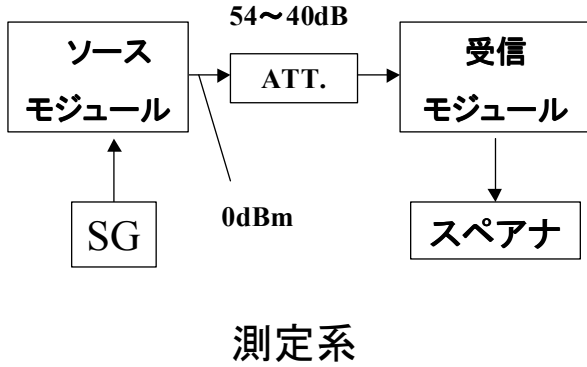 54～40dB
ソース
モジュール
ATT.
受信
モジュール
0dBm
SG
スペアナ
測定系